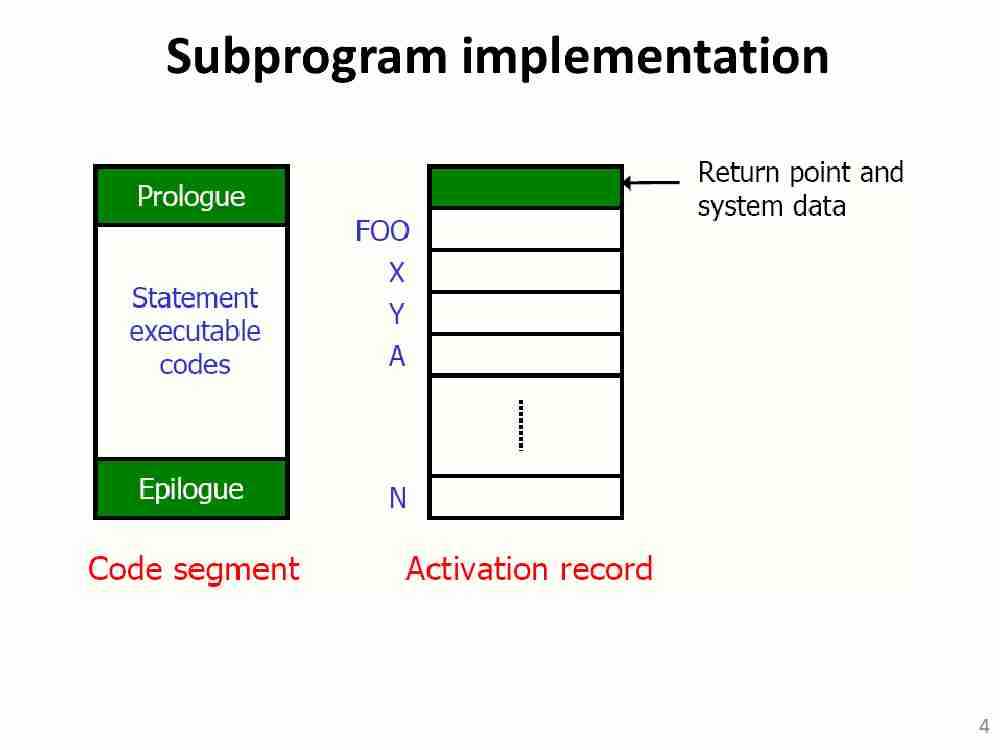 Subprogram implementation
Prologue
Statement
executable
codes
Epilogue
Code segment
FOO
X
Y
A
N
Activation record
Return point and
system data
4